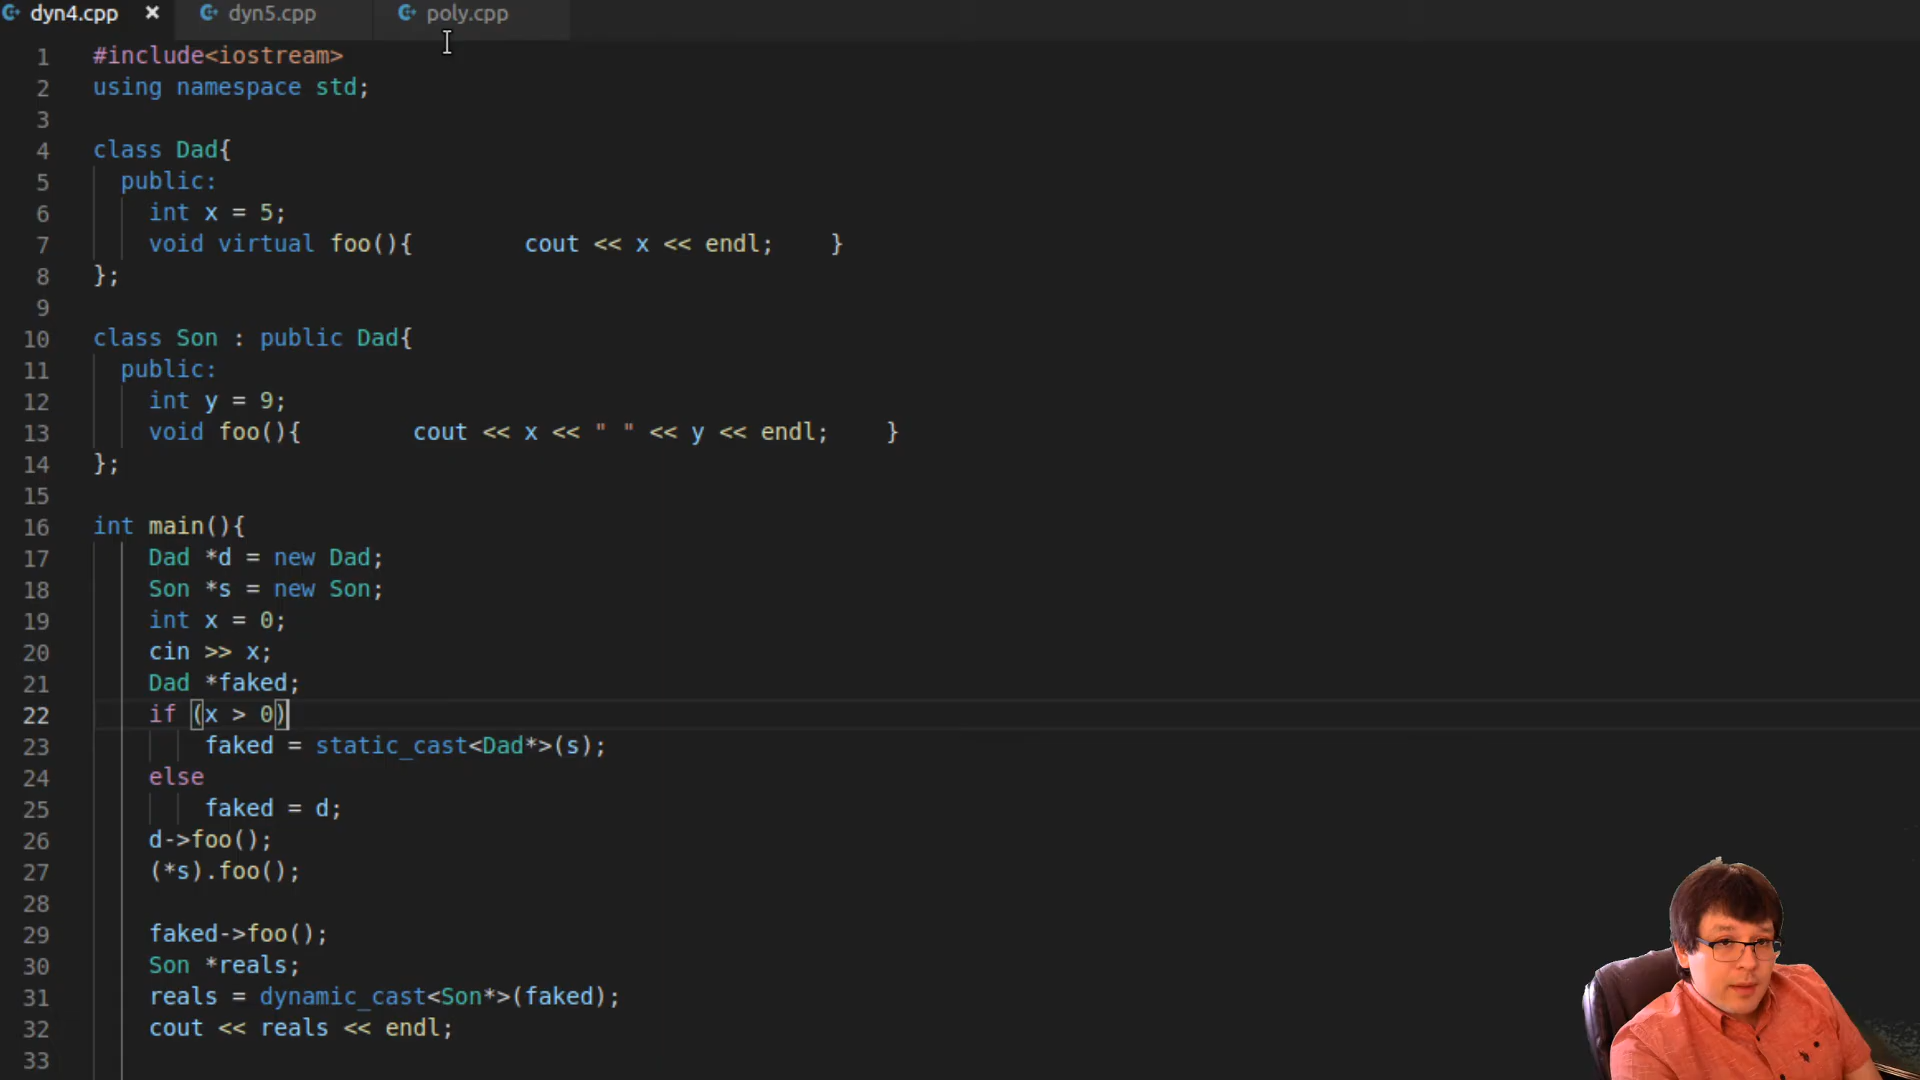 dyn4.cpp × dyn5.cpp poly.cpp
1 #include<iostream>
2 using namespace std;
3
4 class Dad{
5 public:
6 int x = 5;
7 void virtual foo(){ cout << x << endl; }
8 };
9
10 class Son : public Dad{
11 public:
12 int y = 9;
13 void foo(){ cout << x << " " << y << endl; }
14 };
15
16 int main(){
17 Dad *d = new Dad;
18 Son *s = new Son;
19 int x = 0;
20 cin >> x;
21 Dad *faked;
22 if (x > 0)
23 faked = static_cast<Dad*>(s);
24 else
25 faked = d;
26 d->foo();
27 (*s).foo();
28
29 faked->foo();
30 Son *reals;
31 reals = dynamic_cast<Son*>(faked);
32 cout << reals << endl;
33